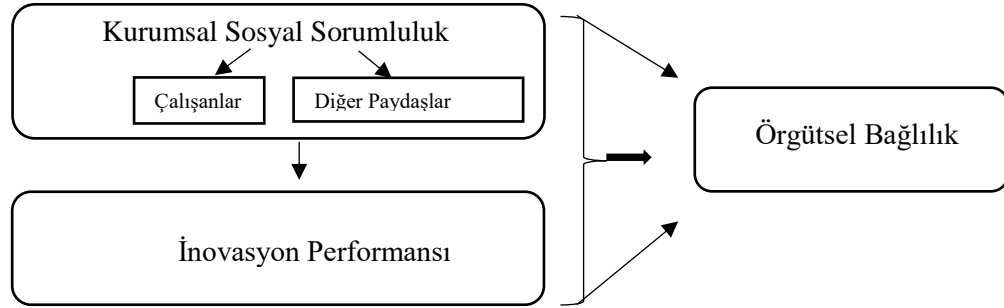 Kurumsal Sosyal Sorumluluk
Çalışanlar
Diğer Paydaşlar
Örgütsel Bağlılık
İnovasyon Performansı